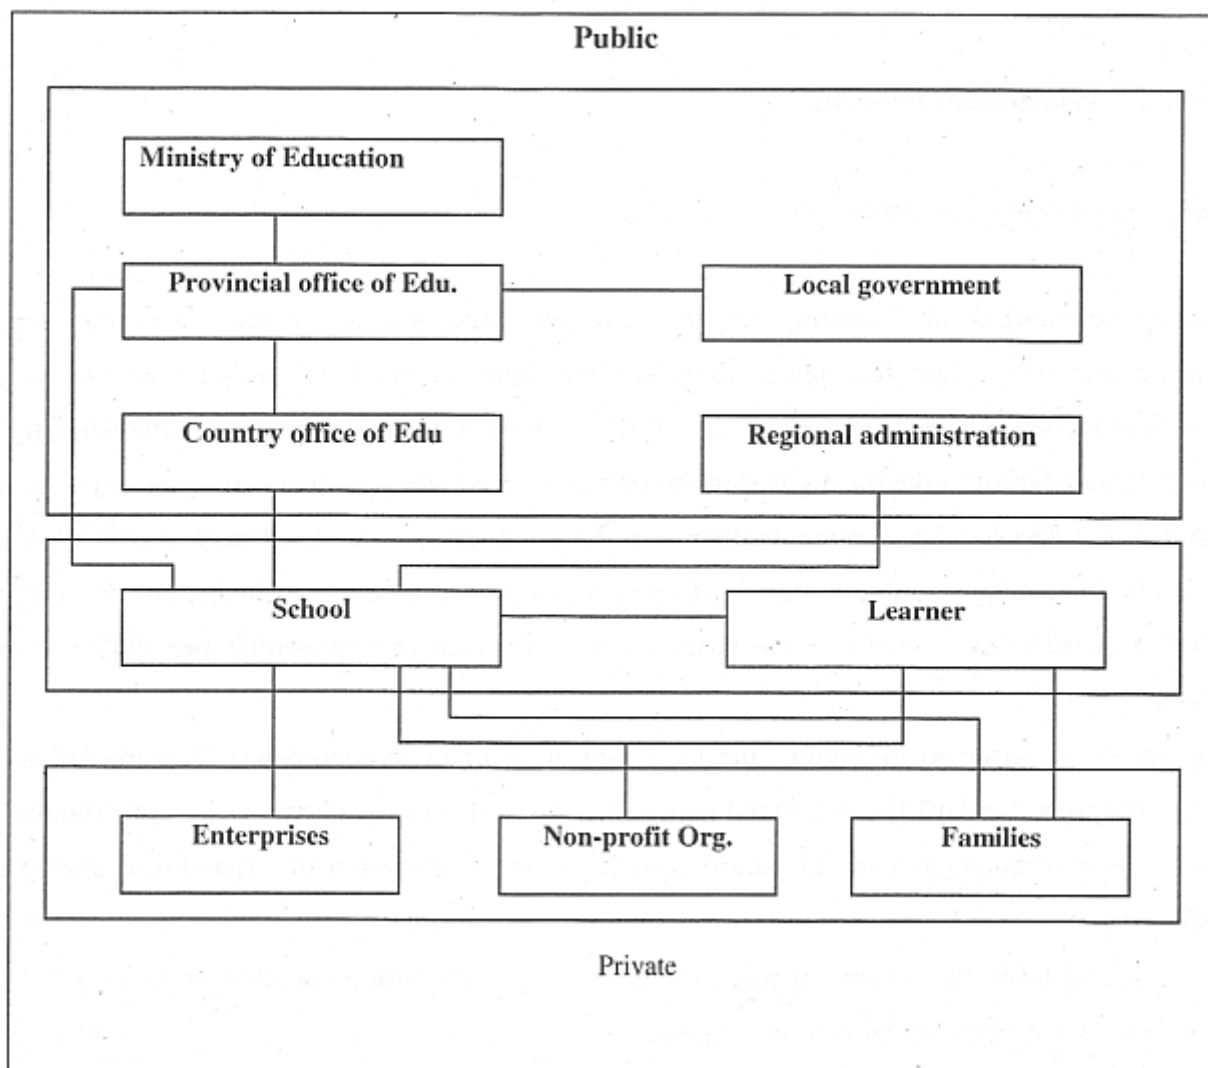 Public
Ministry of Education
Provincial office of Edu.
Local government
Country office of Edu
Regional administration
School
Learner
Enterprises
Non-profit Org.
Families
Private